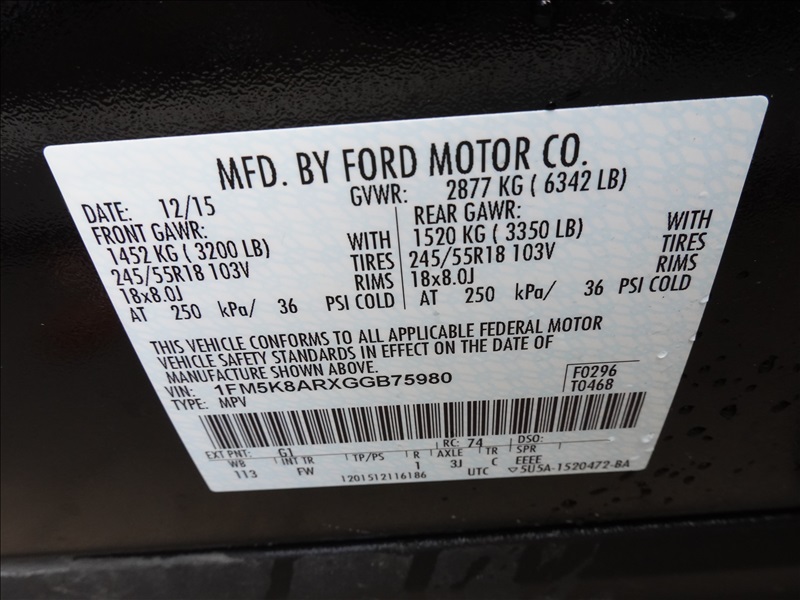 MFD. BY FORD MOTOR CO.
DATE: 12/15 GVWR: 2877 KG ( 6342 LB)
FRONT GAWR: REAR GAWR:
1452 KG ( 3200 LB) WITH 1520 KG ( 3350 LB) WITH
245/55R18 103V TIRES 245/55R18 103V TIRES
18x8.0J RIMS 18x8.0J RIMS
AT 250 kPa/ 36 PSI COLD AT 250 kPa/ 36 PSI COLD
THIS VEHICLE CONFORMS TO ALL APPLICABLE FEDERAL MOTOR
VEHICLE SAFETY STANDARDS IN EFFECT ON THE DATE OF
MANUFACTURE SHOWN ABOVE.
VIN: 1FM5K8ARXGGB75980 F0296
TYPE: MPV T0468
EXT PNT: G1 RC: 74 DSO:
WB INT TR TP/PS R AXLE TR SPR
113 FW 1 3J C EEEE
1201512116186 UTC ▽5U5A-1520472-BA